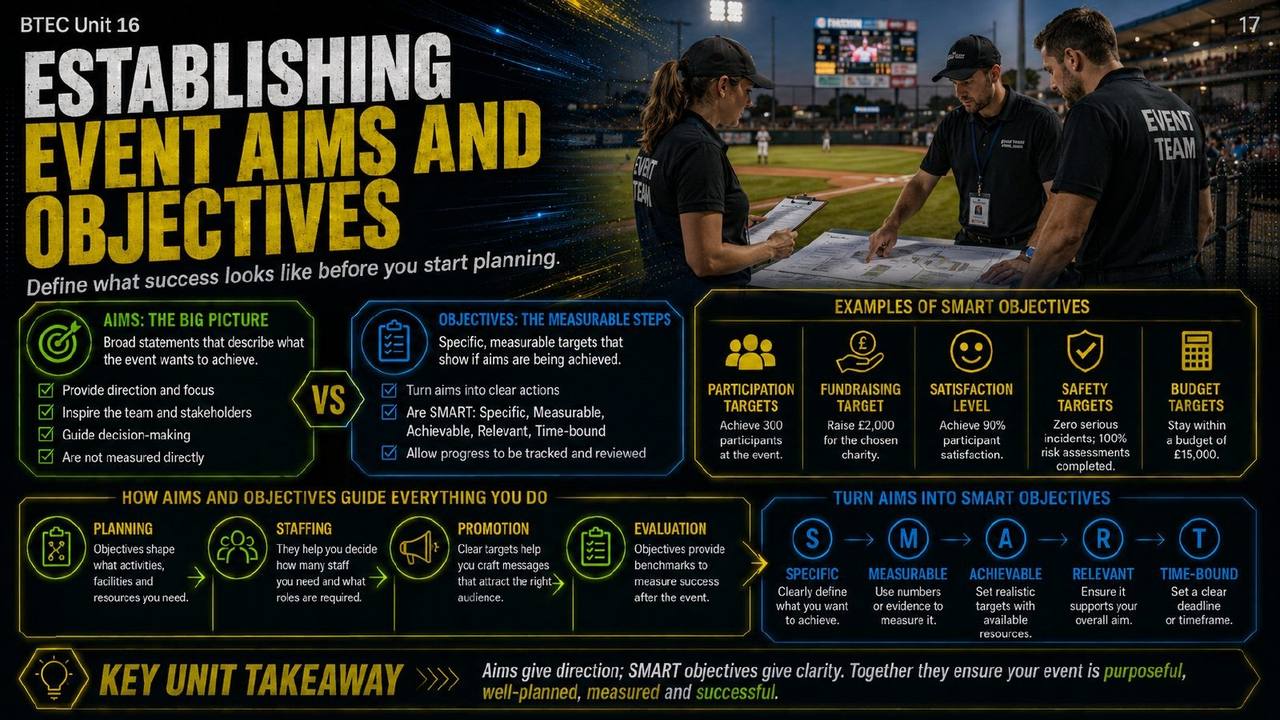 BTEC Unit 16
17
ESTABLISHING
EVENT AIMS AND
OBJECTIVES
Define what success looks like before you start planning.
EVENT
TEAM
EVENT
TEAM
AIMS: THE BIG PICTURE
Broad statements that describe what
the event wants to achieve.
Provide direction and focus
Inspire the team and stakeholders
Guide decision-making
Are not measured directly
VS
OBJECTIVES: THE MEASURABLE STEPS
Specific, measurable targets that
show if aims are being achieved.
Turn aims into clear actions
Are SMART: Specific, Measurable,
Achievable, Relevant, Time-bound
Allow progress to be tracked and reviewed
EXAMPLES OF SMART OBJECTIVES
PARTICIPATION
TARGETS
Achieve 300
participants
at the event.
£
FUNDRAISING
TARGET
Raise £2,000
for the chosen
charity.
SATISFACTION
LEVEL
Achieve 90%
participant
satisfaction.
SAFETY
TARGETS
Zero serious
incidents; 100%
risk assessments
completed.
BUDGET
TARGETS
Stay within
a budget of
£15,000.
HOW AIMS AND OBJECTIVES GUIDE EVERYTHING YOU DO
PLANNING
Objectives shape
what activities,
facilities and
resources you need.
STAFFING
They help you decide
how many staff
you need and what
roles are required.
PROMOTION
Clear targets help
you craft messages
that attract the right
audience.
EVALUATION
Objectives provide
benchmarks to
measure success
after the event.
TURN AIMS INTO SMART OBJECTIVES
S
SPECIFIC
Clearly define
what you want
to achieve.
M
MEASURABLE
Use numbers
or evidence to
measure it.
A
ACHIEVABLE
Set realistic
targets with
available
resources.
R
RELEVANT
Ensure it
supports your
overall aim.
T
TIME-BOUND
Set a clear
deadline
or timeframe.
KEY UNIT TAKEAWAY
Aims give direction; SMART objectives give clarity. Together they ensure your event is purposeful,
well-planned, measured and successful.